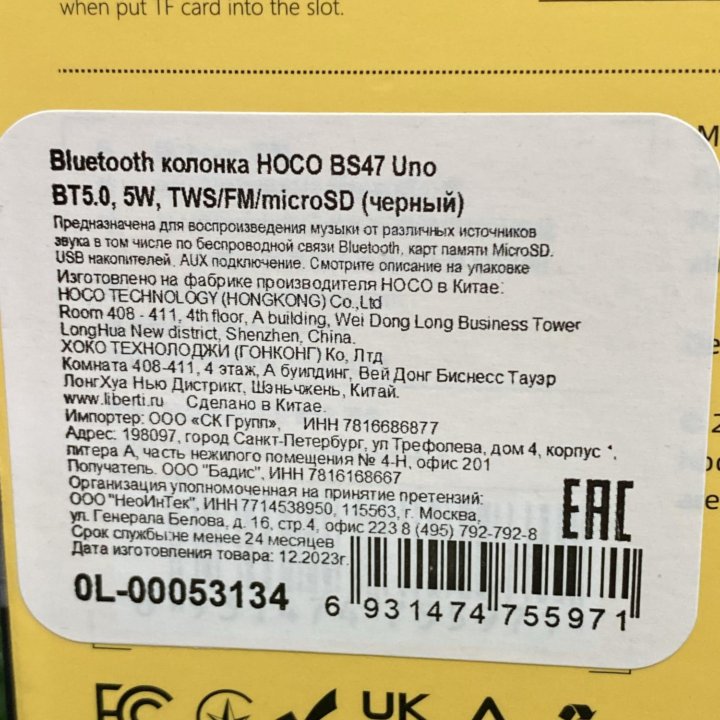 when put TF card into the slot.
Bluetooth колонка HOCO BS47 Uno
BT5.0, 5W, TWS/FM/microSD (черный)
Предназначена для воспроизведения музыки от различных источников
звука в том числе по беспроводной связи Bluetooth, карт памяти MicroSD.
USB накопителей, AUX подключение. Смотрите описание на упаковке
Изготовлено на фабрике производителя HOCO в Китае:
HOCO TECHNOLOGY (HONGKONG) Co.,Ltd
Room 408 - 411, 4th floor, A building, Wei Dong Long Business Tower
LongHua New district, Shenzhen, China.
ХОКО ТЕХНОЛОДЖИ (ГОНКОНГ) Ко, Лтд
Комната 408-411, 4 этаж, А буилдинг, Вей Донг Биснесс Тауэр
ЛонгХуа Нью Дистрикт, Шэньчжень, Китай.
www.liberti.ru Сделано в Китае.
Импортер: ООО «СК Групп», ИНН 7816686877
Адрес: 198097, город Санкт-Петербург, ул Трефолева, дом 4, корпус
литера А, часть нежилого помещения № 4-Н, офис 201
Получатель: ООО "Бадис", ИНН 7816168667
Организация уполномоченная на принятие претензий:
ООО "НеоИнТек", ИНН 7714538950, 115563, г. Москва,
ул. Генерала Белова, д. 16, стр.4, офис 223 8 (495) 792-792-8
Срок службы:не менее 24 месяцев
Дата изготовления товара: 12.2023г.
EAC
0L-00053134
6 931474 755971
FC
UK